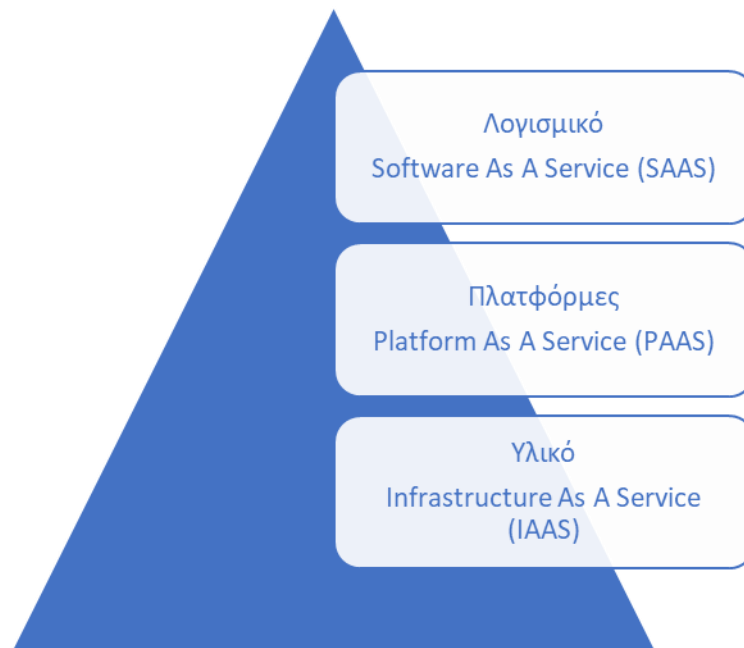 Λογισμικό
Software As A Service (SAAS)
Πλατφόρμες
Platform As A Service (PAAS)
Υλικό
Infrastructure As A Service
(IAAS)